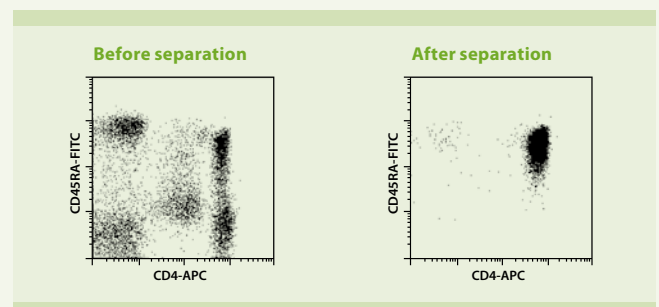 Before separation
After separation
CD45RA-FITC
CD4-APC
CD45RA-FITC
CD4-APC